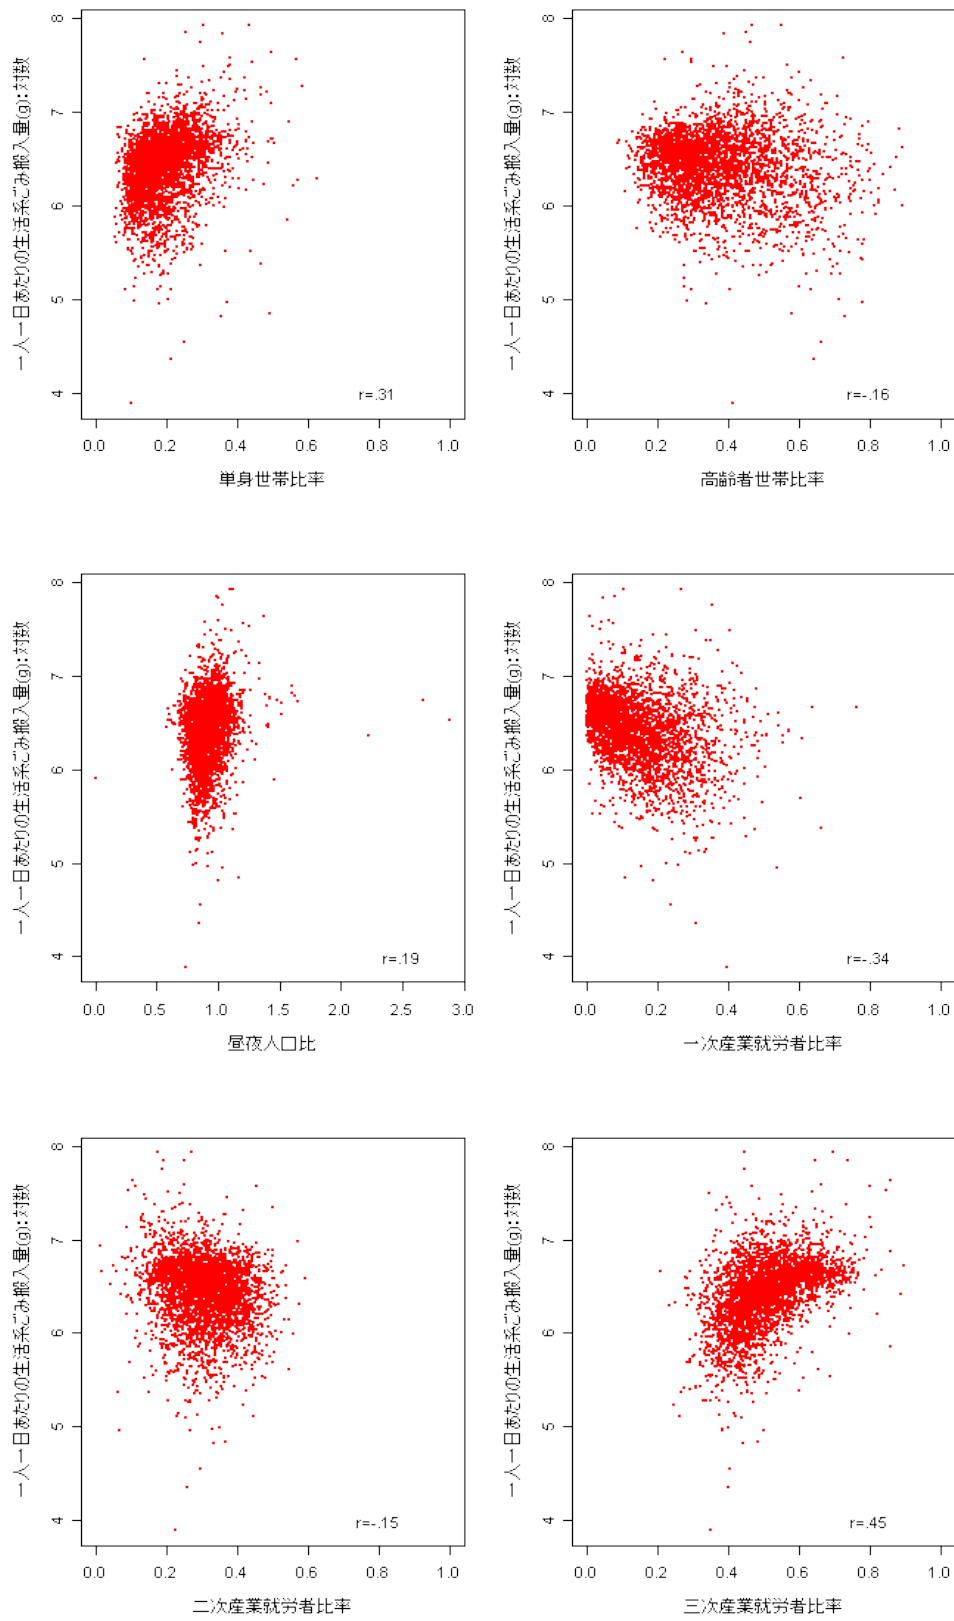 一人一日あたりの生活系ごみ搬入量(g):対数
8
7
6
5
4
r=.31
0.0 0.2 0.4 0.6 0.8 1.0
単身世帯比率
一人一日あたりの生活系ごみ搬入量(g):対数
8
7
6
5
4
r=-.16
0.0 0.2 0.4 0.6 0.8 1.0
高齢者世帯比率
一人一日あたりの生活系ごみ搬入量(g):対数
8
7
6
5
4
r=.19
0.0 0.5 1.0 1.5 2.0 2.5 3.0
昼夜人口比
一人一日あたりの生活系ごみ搬入量(g):対数
8
7
6
5
4
r=-.34
0.0 0.2 0.4 0.6 0.8 1.0
一次産業就労者比率
一人一日あたりの生活系ごみ搬入量(g):対数
8
7
6
5
4
r=-.15
0.0 0.2 0.4 0.6 0.8 1.0
二次産業就労者比率
一人一日あたりの生活系ごみ搬入量(g):対数
8
7
6
5
4
r=.45
0.0 0.2 0.4 0.6 0.8 1.0
三次産業就労者比率